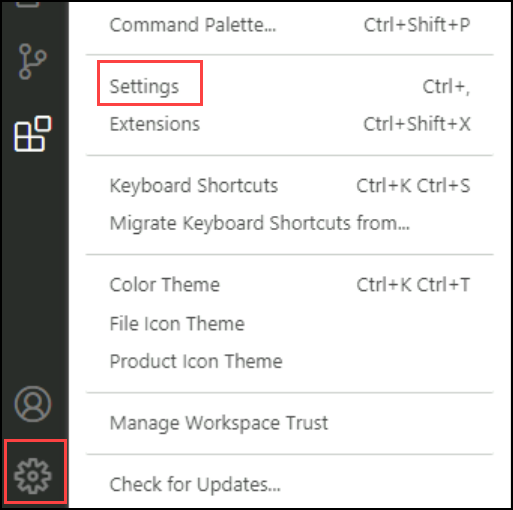 Command Palette... Ctrl+Shift+P
Settings Ctrl+,
Extensions Ctrl+Shift+X
Keyboard Shortcuts Ctrl+K Ctrl+S
Migrate Keyboard Shortcuts from...
Color Theme Ctrl+K Ctrl+T
File Icon Theme
Product Icon Theme
Manage Workspace Trust
Check for Updates...